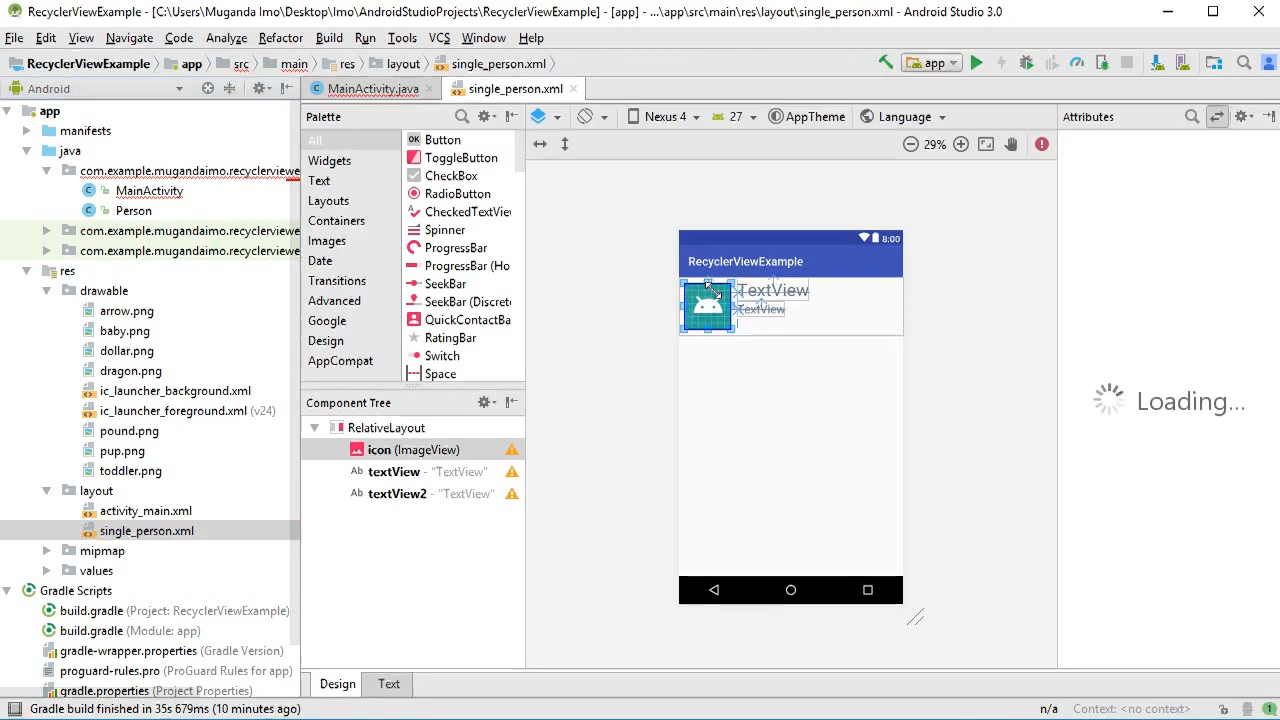 RecyclerViewExample - [C:\Users\Muganda Imo\Desktop\Imo\AndroidStudioProjects\RecyclerViewExample] - [app] - ...\app\src\main\res\layout\single_person.xml - Android Studio 3.0
File Edit View Navigate Code Analyze Refactor Build Run Tools VCS Window Help
RecyclerViewExample app src main res layout single_person.xml app
Android
MainActivity.java single_person.xml
app
manifests
java
com.example.mugandaimo.recyclerviewe
MainActivity
Person
com.example.mugandaimo.recyclerviewe
com.example.mugandaimo.recyclerviewe
res
drawable
arrow.png
baby.png
dollar.png
dragon.png
ic_launcher_background.xml
ic_launcher_foreground.xml (v24)
pound.png
pup.png
toddler.png
layout
activity_main.xml
single_person.xml
mipmap
values
Gradle Scripts
build.gradle (Project: RecyclerViewExample)
build.gradle (Module: app)
gradle-wrapper.properties (Gradle Version)
proguard-rules.pro (ProGuard Rules for app)
gradle.properties (Project Properties)
Palette
All
Widgets
Text
Layouts
Containers
Images
Date
Transitions
Advanced
Google
Design
AppCompat
OK Button
ToggleButton
CheckBox
RadioButton
CheckedTextVi
Spinner
ProgressBar
ProgressBar (Ho
SeekBar
SeekBar (Discret
QuickContactBa
RatingBar
Switch
Space
Component Tree
RelativeLayout
icon (ImageView)
Ab textView - "TextView"
Ab textView2 - "TextView"
Nexus 4 27 AppTheme Language
29%
8:00
RecyclerViewExample
TextView
TextView
Attributes
Loading...
Design Text
Gradle build finished in 35s 679ms (10 minutes ago)
n/a Context: <no context> 1